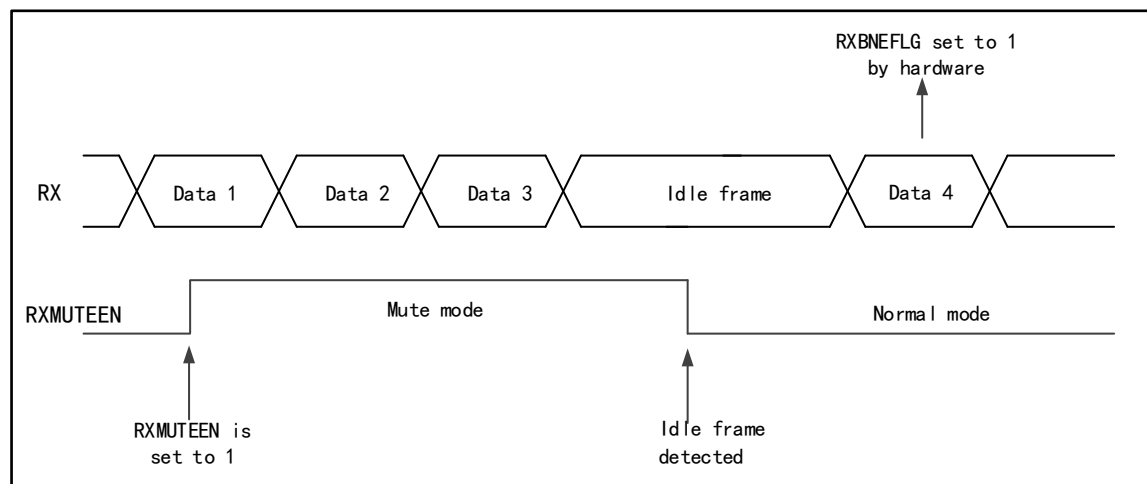 RXBNEFLG set to 1
by hardware
RX
Data 1
Data 2
Data 3
Idle frame
Data 4
RXMUTEEN
Mute mode
Normal mode
RXMUTEEN is
set to 1
Idle frame
detected